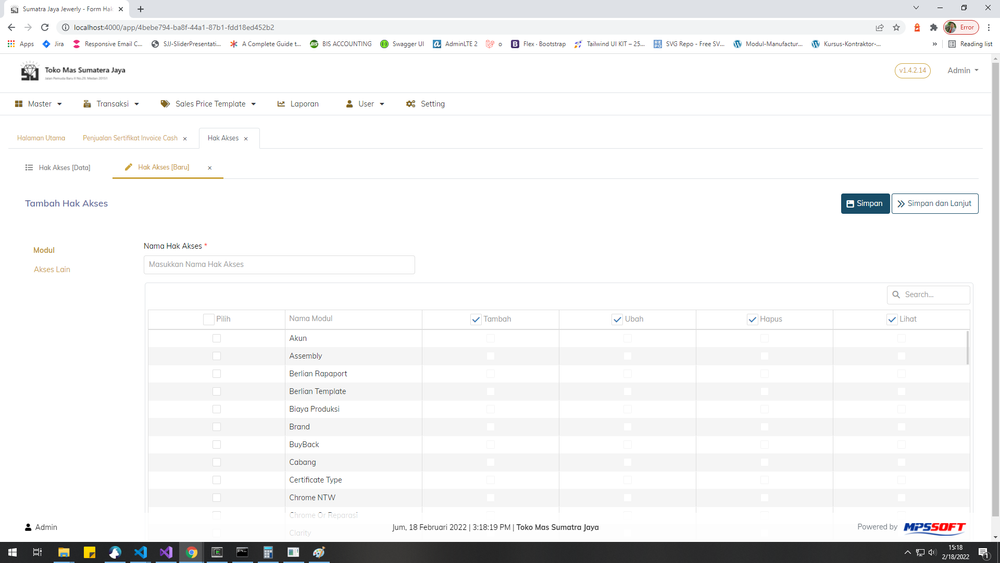 Sumatra Jaya Jewerly - Form Hak
localhost:4000/app/4bebe794-ba8f-44a1-87b1-fdd18ed452b2
Error
Apps
Jira
Responsive Email C...
SJJ-SliderPresentati...
A Complete Guide t...
BIS ACCOUNTING
Swagger UI
AdminLTE 2
o
Flex · Bootstrap
Tailwind UI KIT – 25...
SVG Repo - Free SV...
Modul-Manufactur...
Kursus-Kontraktor-...
»
Reading list
Toko Mas Sumatera Jaya
v1.4.2.14
Admin
Master
Transaksi
Sales Price Template
Laporan
User
Setting
Halaman Utama
Penjualan Sertifikat Invoice Cash
Hak Akses
Hak Akses [Data]
Hak Akses [Baru]
Tambah Hak Akses
Simpan
Simpan dan Lanjut
Modul
Akses Lain
Nama Hak Akses *
Masukkan Nama Hak Akses
Search...
Pilih Nama Modul Tambah Ubah Hapus Lihat
Akun
Assembly
Berlian Rapaport
Berlian Template
Biaya Produksi
Brand
BuyBack
Cabang
Certificate Type
Chrome NTW
Chrome Gr Reparasi
Clarity
Admin
Jum, 18 Februari 2022 | 3:18:19 PM | Toko Mas Sumatra Jaya
Powered by MPSSOFT
15:18
2/18/2022
1